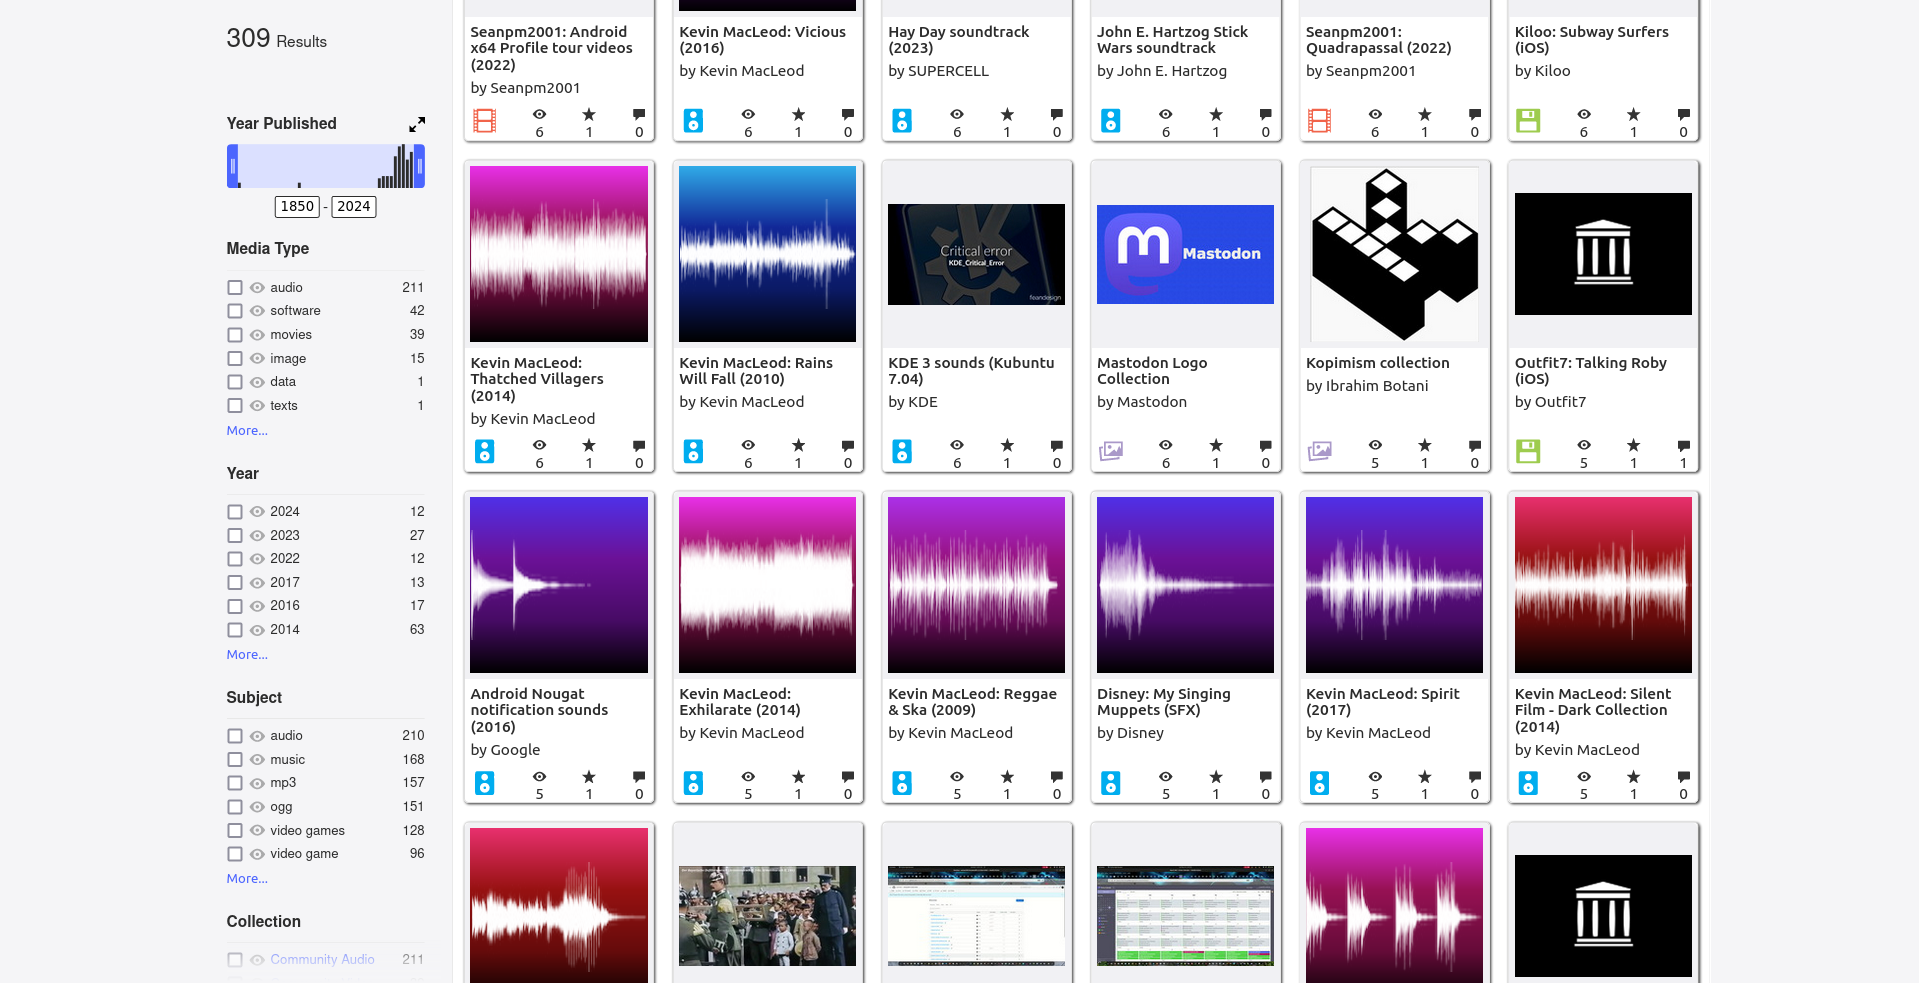 309 Results
Year Published
1850 - 2024
Media Type
audio 211
software 42
movies 39
image 15
data 1
texts 1
More...
Year
2024 12
2023 27
2022 12
2017 13
2016 17
2014 63
More...
Subject
audio 210
music 168
mp3 157
ogg 151
video games 128
video game 96
More...
Collection
Community Audio 211
Seanpm2001: Android
x64 Profile tour videos
(2022)
by Seanpm2001
6 1 0
Kevin MacLeod: Vicious
(2016)
by Kevin MacLeod
6 1 0
Hay Day soundtrack
(2023)
by SUPERCELL
6 1 0
John E. Hartzog Stick
Wars soundtrack
by John E. Hartzog
6 1 0
Seanpm2001:
Quadrapassal (2022)
by Seanpm2001
6 1 0
Kiloo: Subway Surfers
(iOS)
by Kiloo
6 1 0
Kevin MacLeod:
Thatched Villagers
(2014)
by Kevin MacLeod
6 1 0
Kevin MacLeod: Rains
Will Fall (2010)
by Kevin MacLeod
6 1 0
Critical error
KDE_Critical_Error
feandesign
KDE 3 sounds (Kubuntu
7.04)
by KDE
6 1 0
Mastodon
Mastodon Logo
Collection
by Mastodon
6 1 0
Kopimism collection
by Ibrahim Botani
5 1 0
Outfit7: Talking Roby
(iOS)
by Outfit7
5 1 1
Android Nougat
notification sounds
(2016)
by Google
5 1 0
Kevin MacLeod:
Exhilarate (2014)
by Kevin MacLeod
5 1 0
Kevin MacLeod: Reggae
& Ska (2009)
by Kevin MacLeod
5 1 0
Disney: My Singing
Muppets (SFX)
by Disney
5 1 0
Kevin MacLeod: Spirit
(2017)
by Kevin MacLeod
5 1 0
Kevin MacLeod: Silent
Film - Dark Collection
(2014)
by Kevin MacLeod
5 1 0